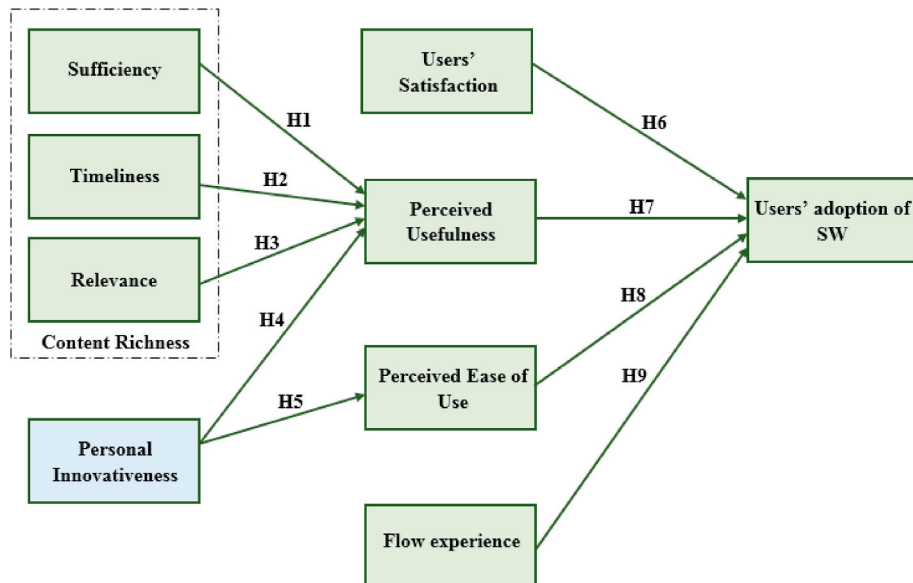 Sufficiency
Timeliness
Relevance
Content Richness
Personal
Innovativeness
H1
H2
H3
H4
H5
Users’
Satisfaction
Perceived
Usefulness
Perceived Ease of
Use
Flow experience
H6
H7
H8
H9
Users’ adoption of
SW